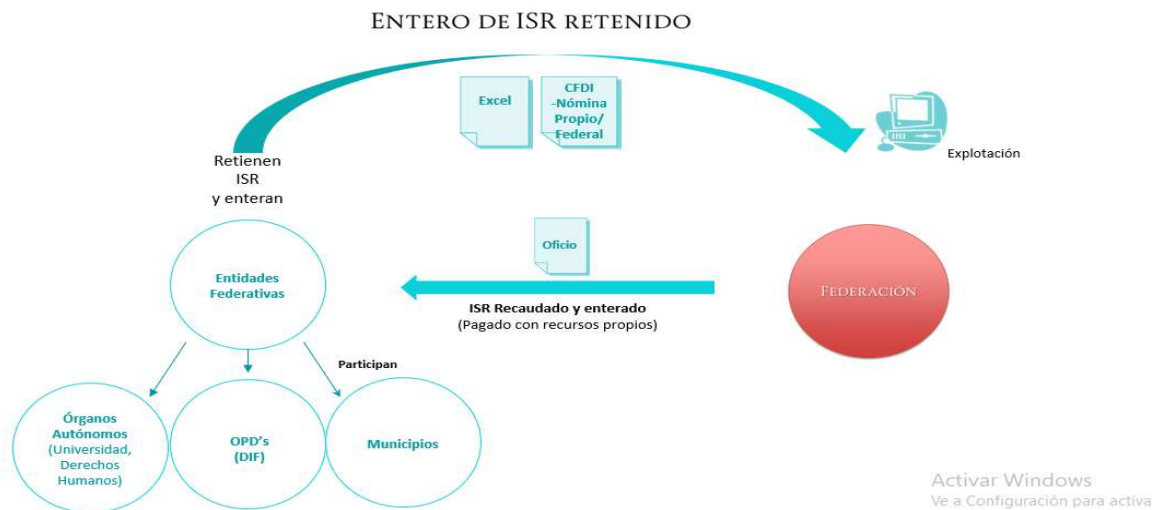 ENTERO DE ISR RETENIDO
Excel
CFDI
-Nómina
Propio/
Federal
Explotación
Retienen
ISR
y enteran
Oficio
Entidades
Federativas
FEDERACIÓN
ISR Recaudado y enterado
(Pagado con recursos propios)
Participan
Órganos
Autónomos
(Universidad,
Derechos
Humanos)
OPD's
(DIF)
Municipios
Activar Windows
Ve a Configuración para activa